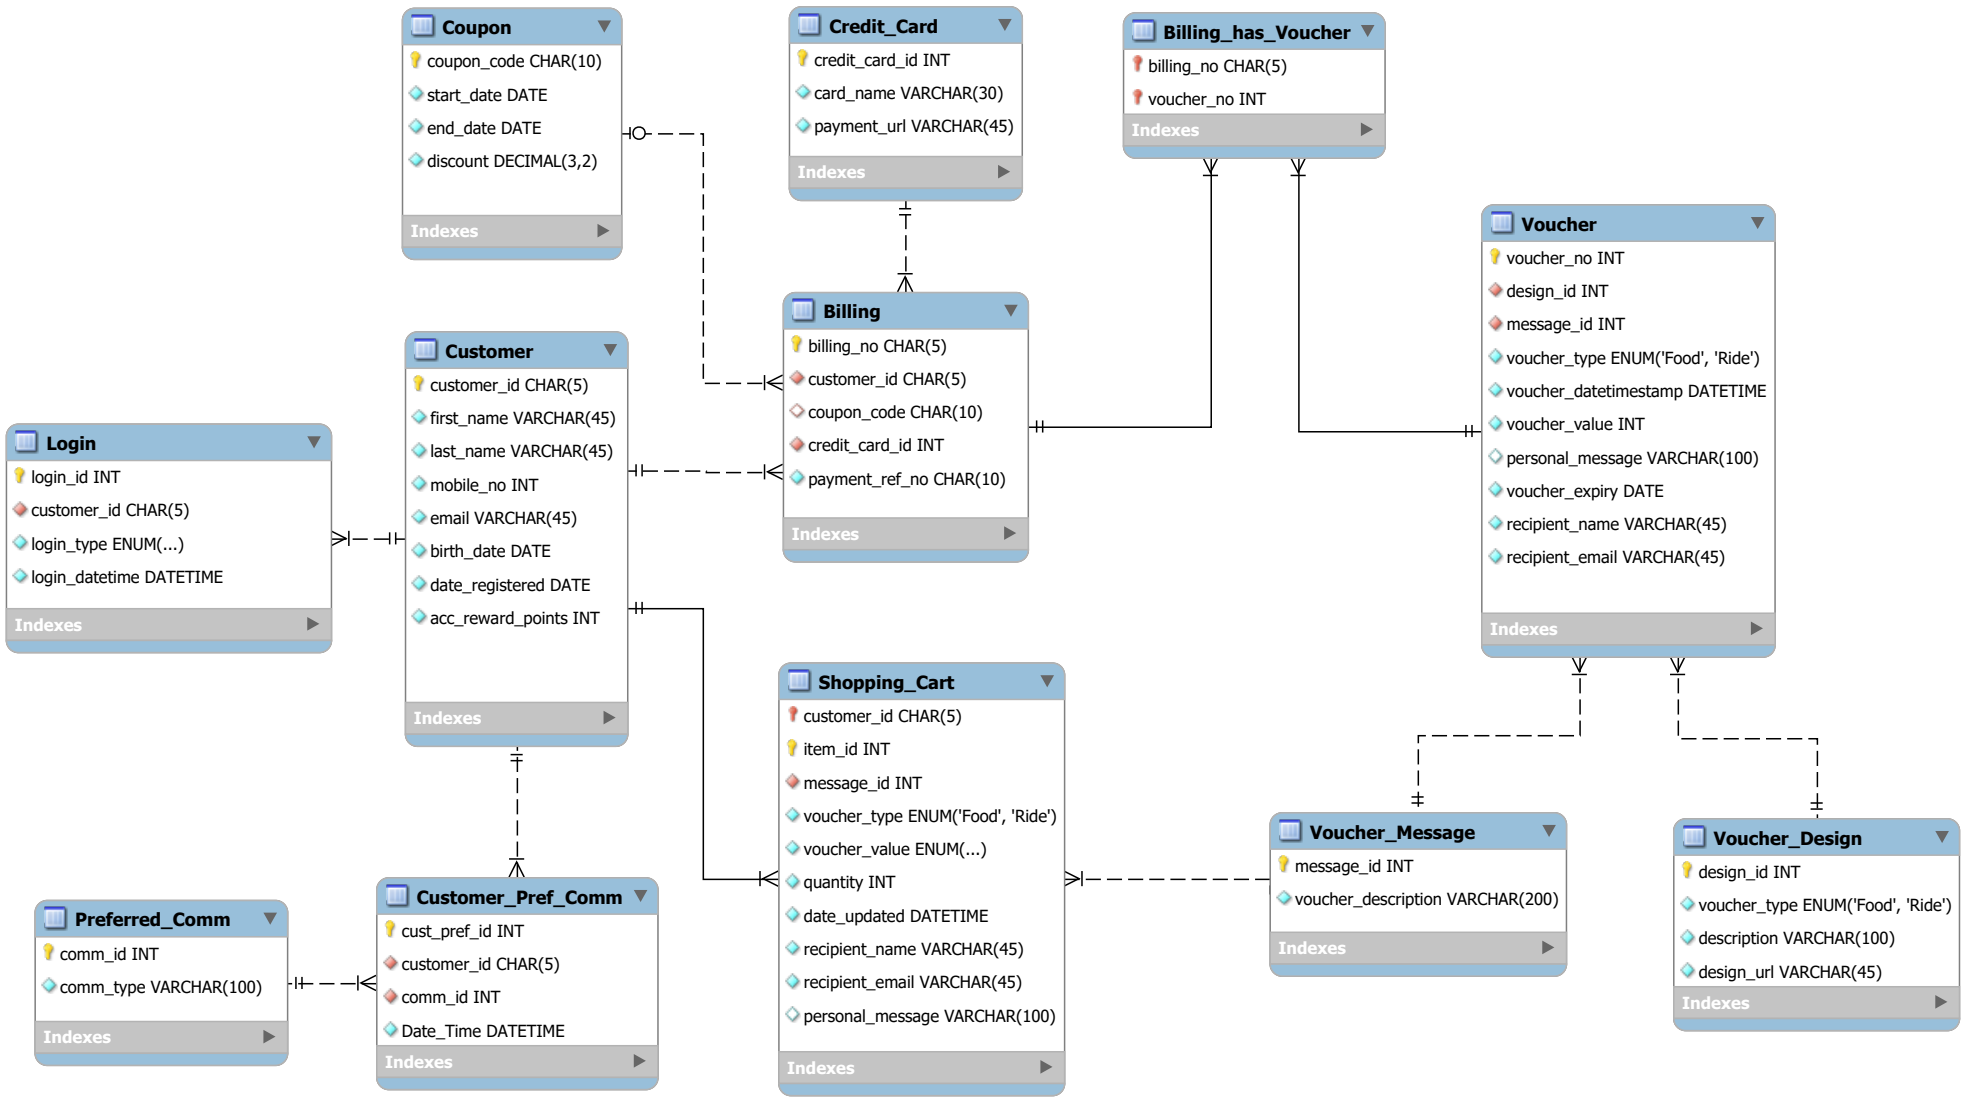 Coupon
coupon_code CHAR(10)
start_date DATE
end_date DATE
discount DECIMAL(3,2)
Indexes
Credit_Card
credit_card_id INT
card_name VARCHAR(30)
payment_url VARCHAR(45)
Indexes
Billing_has_Voucher
billing_no CHAR(5)
voucher_no INT
Indexes
Voucher
voucher_no INT
design_id INT
message_id INT
voucher_type ENUM('Food', 'Ride')
voucher_datetimestamp DATETIME
voucher_value INT
personal_message VARCHAR(100)
voucher_expiry DATE
recipient_name VARCHAR(45)
recipient_email VARCHAR(45)
Indexes
Billing
billing_no CHAR(5)
customer_id CHAR(5)
coupon_code CHAR(10)
credit_card_id INT
payment_ref_no CHAR(10)
Indexes
Customer
customer_id CHAR(5)
first_name VARCHAR(45)
last_name VARCHAR(45)
mobile_no INT
email VARCHAR(45)
birth_date DATE
date_registered DATE
acc_reward_points INT
Indexes
Login
login_id INT
customer_id CHAR(5)
login_type ENUM(...)
login_datetime DATETIME
Indexes
Shopping_Cart
customer_id CHAR(5)
item_id INT
message_id INT
voucher_type ENUM('Food', 'Ride')
voucher_value ENUM(...)
quantity INT
date_updated DATETIME
recipient_name VARCHAR(45)
recipient_email VARCHAR(45)
personal_message VARCHAR(100)
Indexes
Voucher_Message
message_id INT
voucher_description VARCHAR(200)
Indexes
Voucher_Design
design_id INT
voucher_type ENUM('Food', 'Ride')
description VARCHAR(100)
design_url VARCHAR(45)
Indexes
Customer_Pref_Comm
cust_pref_id INT
customer_id CHAR(5)
comm_id INT
Date_Time DATETIME
Indexes
Preferred_Comm
comm_id INT
comm_type VARCHAR(100)
Indexes